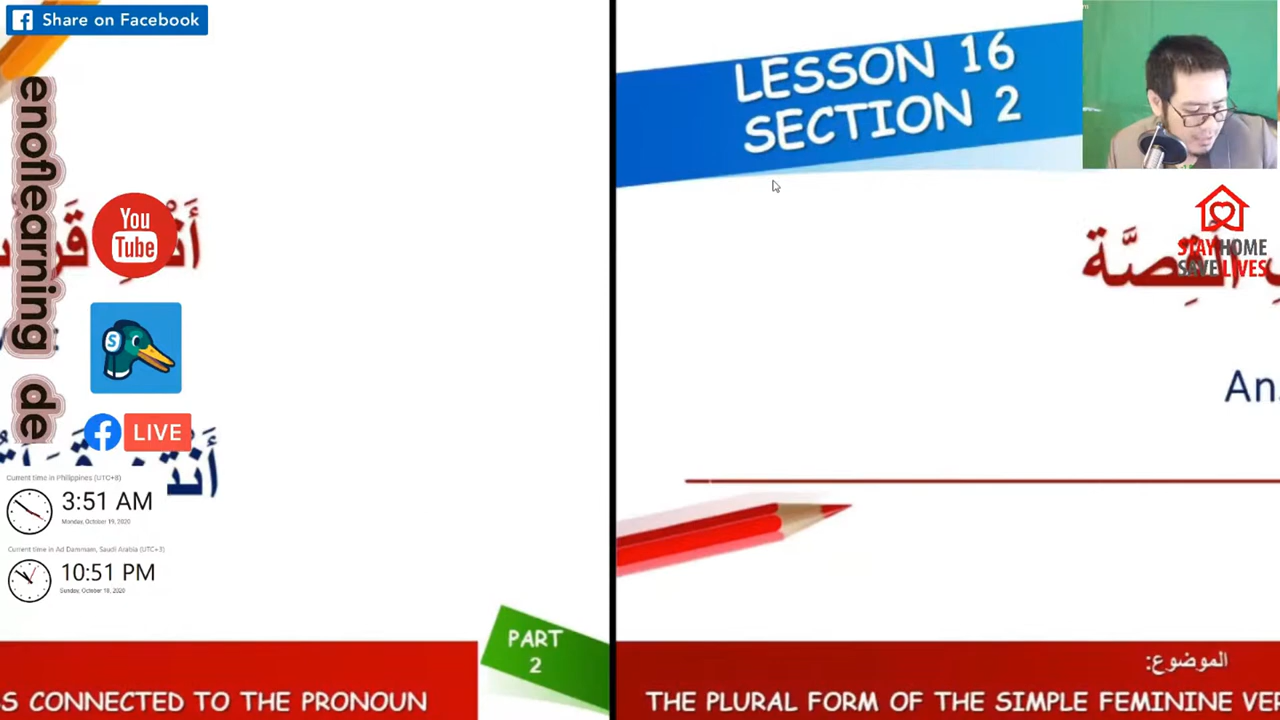 Share on Facebook
enoflearning de
You
Tube
LIVE
Current time in Philippines (UTC+8)
3:51 AM
Monday, October 19, 2020
Current time in Ad Dammam, Saudi Arabia (UTC+3)
10:51 PM
Sunday, October 18, 2020
PART
2
S CONNECTED TO THE PRONOUN
LESSON 16
SECTION 2
STAY HOME
SAVE LIVES
An
الموضوع:
THE PLURAL FORM OF THE SIMPLE FEMININE VER